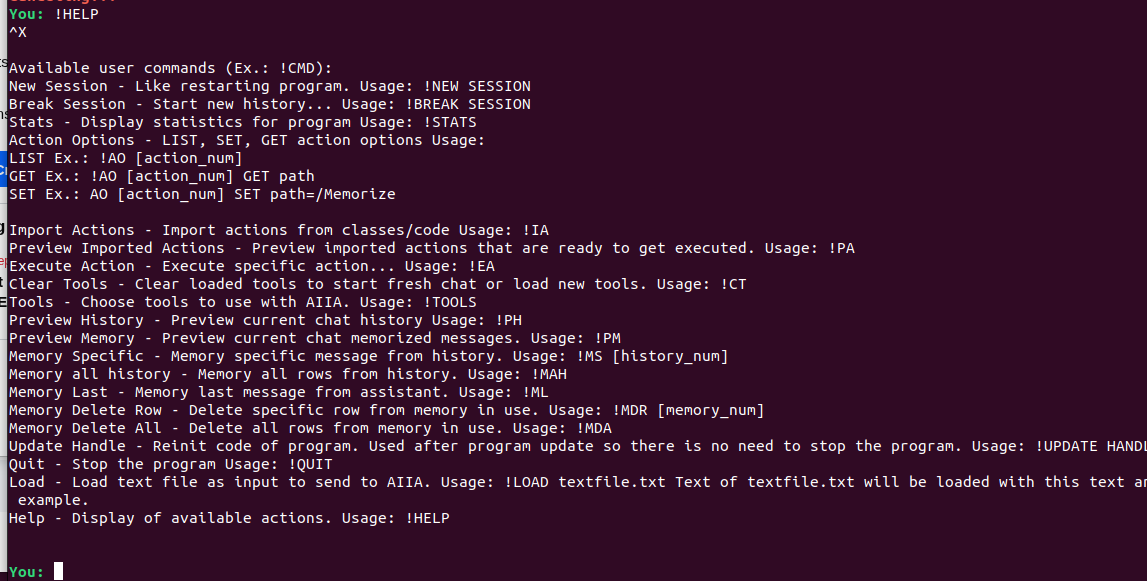 You: !HELP
^X
Available user commands (Ex.: !CMD):
New Session - Like restarting program. Usage: !NEW SESSION
Break Session - Start new history... Usage: !BREAK SESSION
Stats - Display statistics for program Usage: !STATS
Action Options - LIST, SET, GET action options Usage:
LIST Ex.: !AO [action_num]
GET Ex.: !AO [action_num] GET path
SET Ex.: AO [action_num] SET path=/Memorize
Import Actions - Import actions from classes/code Usage: !IA
Preview Imported Actions - Preview imported actions that are ready to get executed. Usage: !PA
Execute Action - Execute specific action... Usage: !EA
Clear Tools - Clear loaded tools to start fresh chat or load new tools. Usage: !CT
Tools - Choose tools to use with AIIA. Usage: !TOOLS
Preview History - Preview current chat history Usage: !PH
Preview Memory - Preview current chat memorized messages. Usage: !PM
Memory Specific - Memory specific message from history. Usage: !MS [history_num]
Memory all history - Memory all rows from history. Usage: !MAH
Memory Last - Memory last message from assistant. Usage: !ML
Memory Delete Row - Delete specific row from memory in use. Usage: !MDR [memory_num]
Memory Delete All - Delete all rows from memory in use. Usage: !MDA
Update Handle - Reinit code of program. Used after program update so there is no need to stop the program. Usage: !UPDATE HANDL
Quit - Stop the program Usage: !QUIT
Load - Load text file as input to send to AIIA. Usage: !LOAD textfile.txt Text of textfile.txt will be loaded with this text
example.
Help - Display of available actions. Usage: !HELP
You: